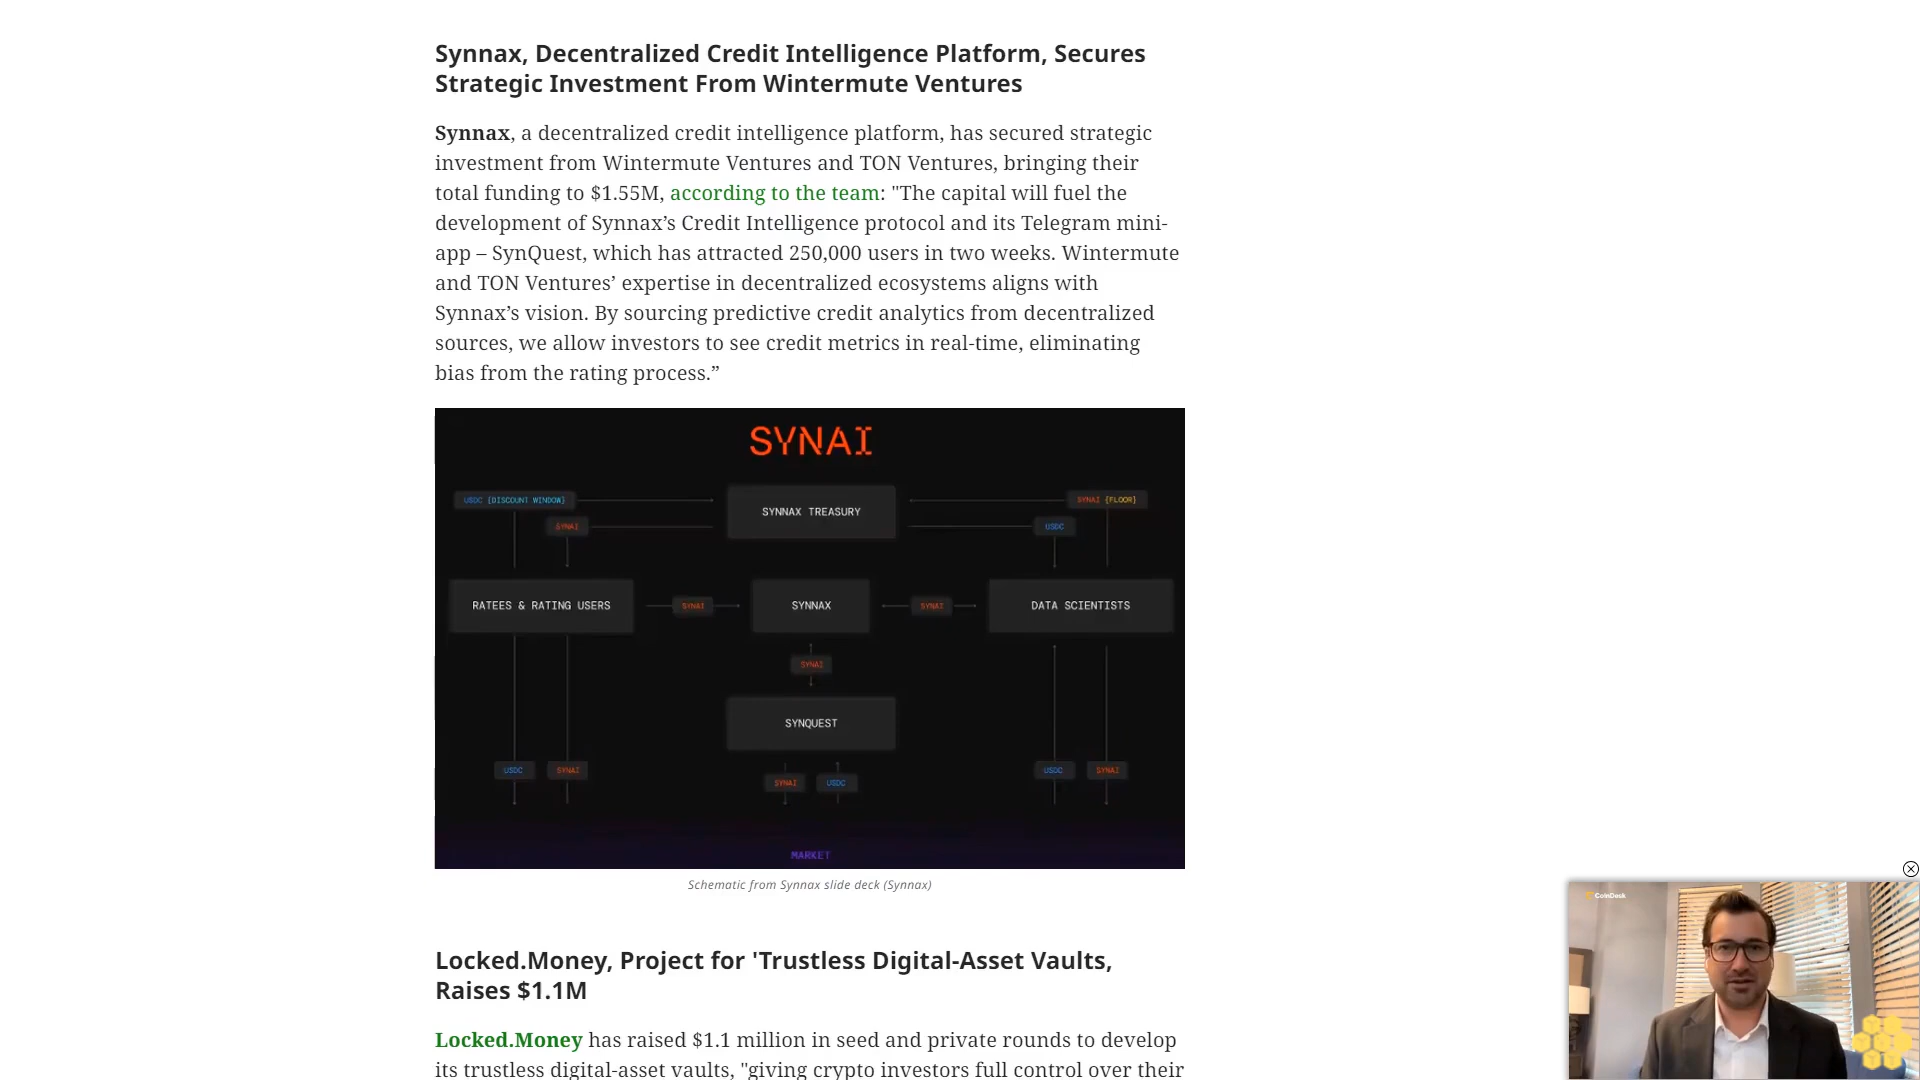 Synnax, Decentralized Credit Intelligence Platform, Secures
Strategic Investment From Wintermute Ventures
Synnax, a decentralized credit intelligence platform, has secured strategic
investment from Wintermute Ventures and TON Ventures, bringing their
total funding to $1.55M, according to the team: "The capital will fuel the
development of Synnax’s Credit Intelligence protocol and its Telegram mini-
app – SynQuest, which has attracted 250,000 users in two weeks. Wintermute
and TON Ventures’ expertise in decentralized ecosystems aligns with
Synnax’s vision. By sourcing predictive credit analytics from decentralized
sources, we allow investors to see credit metrics in real-time, eliminating
bias from the rating process.”
SYNAI
USDC {DISCOUNT WINDOW}
SYNAI {FLOOR}
SYNNAX TREASURY
SYNAI
USDC
RATEES & RATING USERS
SYNAI
SYNNAX
SYNAI
DATA SCIENTISTS
SYNAI
SYNQUEST
USDC
SYNAI
SYNAI
USDC
USDC
SYNAI
MARKET
Schematic from Synnax slide deck (Synnax)
CoinDesk
Locked.Money, Project for 'Trustless Digital-Asset Vaults,
Raises $1.1M
Locked.Money has raised $1.1 million in seed and private rounds to develop
its trustless digital-asset vaults, "giving crypto investors full control over their